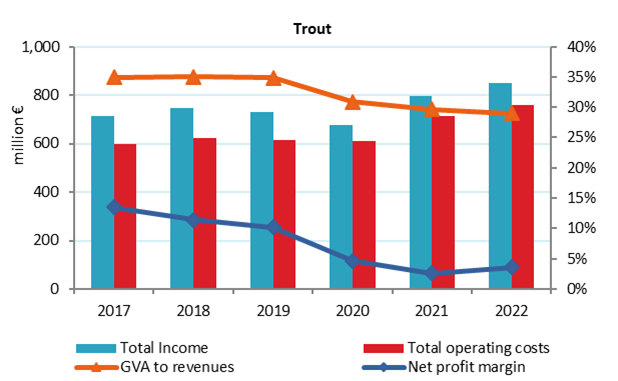 Trout
1,000 40%
35%
800 30%
600 25%
20%
400 15%
200 10%
5%
0 0%
million €
2017 2018 2019 2020 2021 2022
Total Income Total operating costs
GVA to revenues Net profit margin